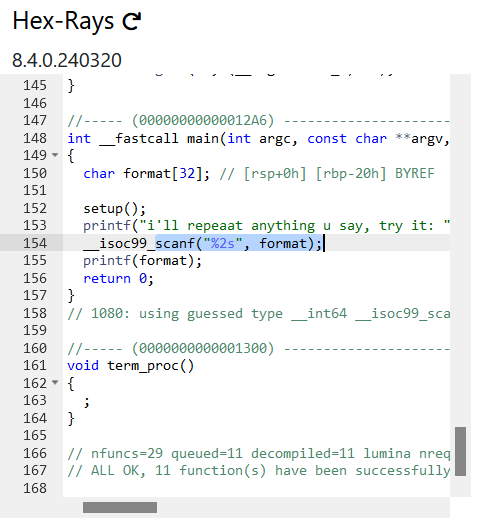 Hex-Rays
8.4.0.240320
145 }
146
147 //----- (00000000000012A6) ---------------------
148 int __fastcall main(int argc, const char **argv,
149 {
150 char format[32]; // [rsp+0h] [rbp-20h] BYREF
151
152 setup();
153 printf("i'll repeaat anything u say, try it: "
154 __isoc99_scanf("%2s", format);
155 printf(format);
156 return 0;
157 }
158 // 1080: using guessed type __int64 __isoc99_sca
159
160 //----- (0000000000001300) ---------------------
161 void term_proc()
162 {
163 ;
164 }
165
166 // nfuncs=29 queued=11 decompiled=11 lumina nreq
167 // ALL OK, 11 function(s) have been successfully
168